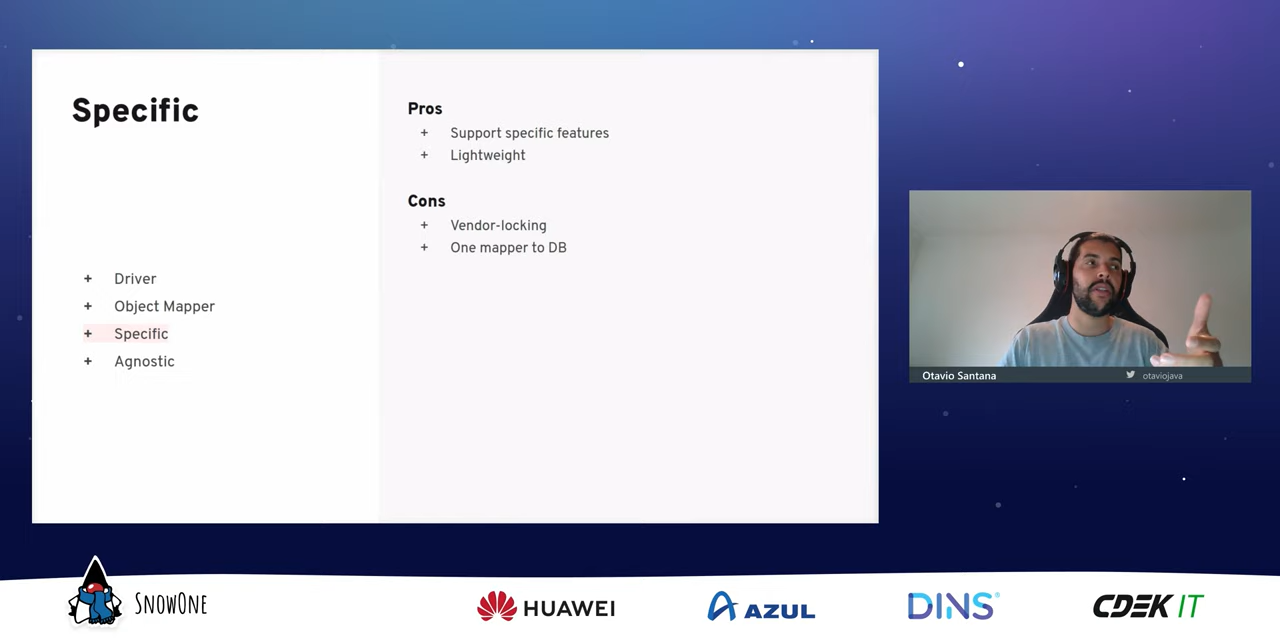 Specific
+ Driver
+ Object Mapper
+ Specific
+ Agnostic
Pros
+ Support specific features
+ Lightweight
Cons
+ Vendor-locking
+ One mapper to DB
Otavio Santana
otaviojava
SNOWONE
HUAWEI
AZUL
DINS
CDEK IT